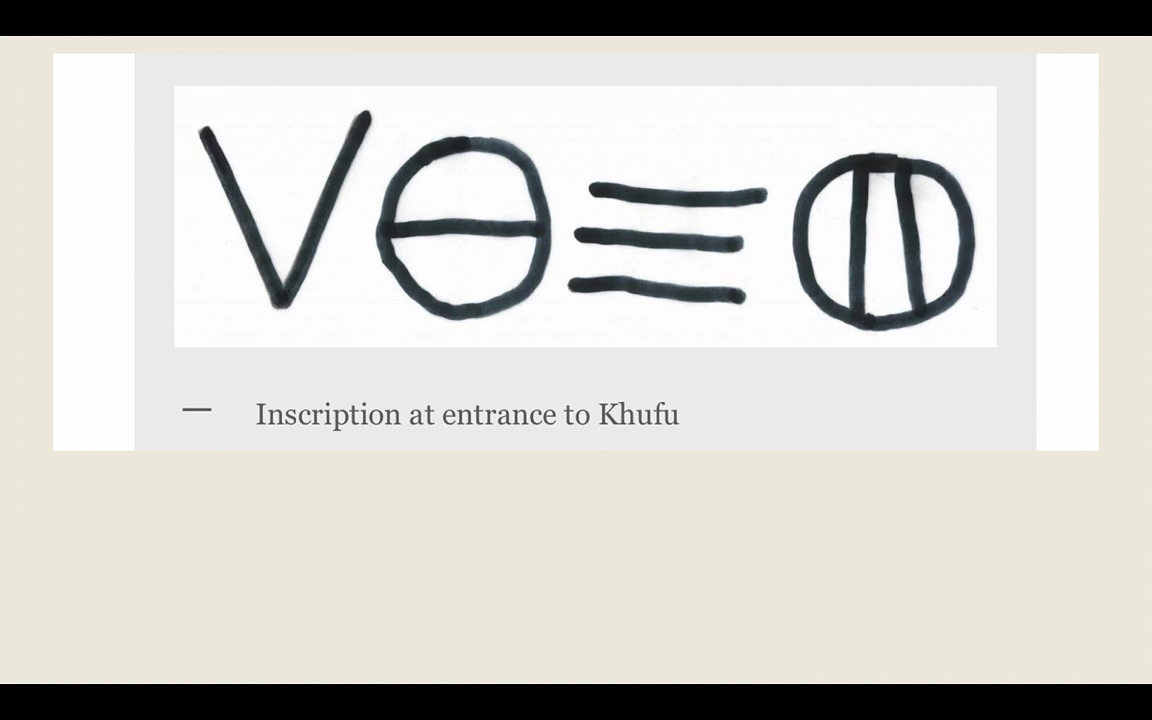 V Θ ≡ ⦷
— Inscription at entrance to Khufu